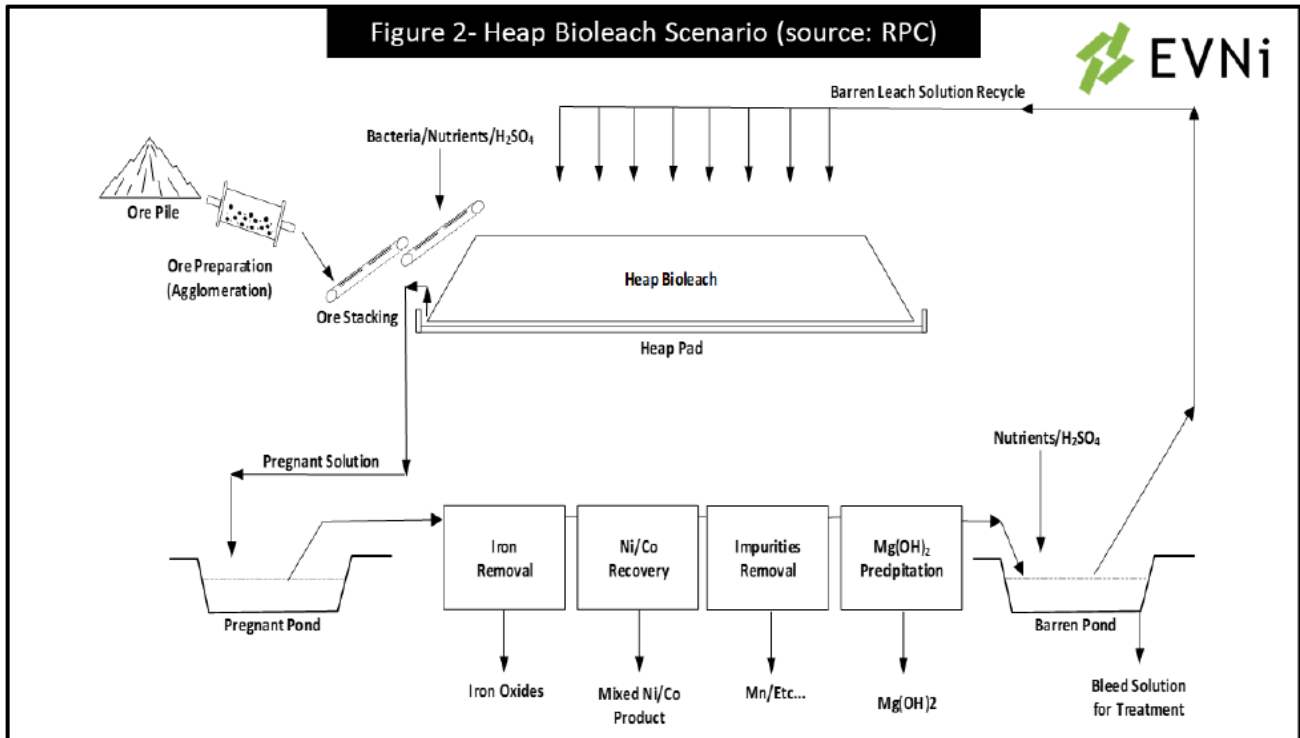 Figure 2- Heap Bioleach Scenario (source: RPC)
EVNi
Barren Leach Solution Recycle
Bacteria/Nutrients/H₂SO₄
Ore Pile
Ore Preparation
(Agglomeration)
Ore Stacking
Heap Bioleach
Heap Pad
Nutrients/H₂SO₄
Pregnant Solution
Iron
Removal
Ni/Co
Recovery
Impurities
Removal
Mg(OH)₂
Precipitation
Pregnant Pond
Barren Pond
Iron Oxides
Mixed Ni/Co
Product
Mn/Etc...
Mg(OH)2
Bleed Solution
for Treatment